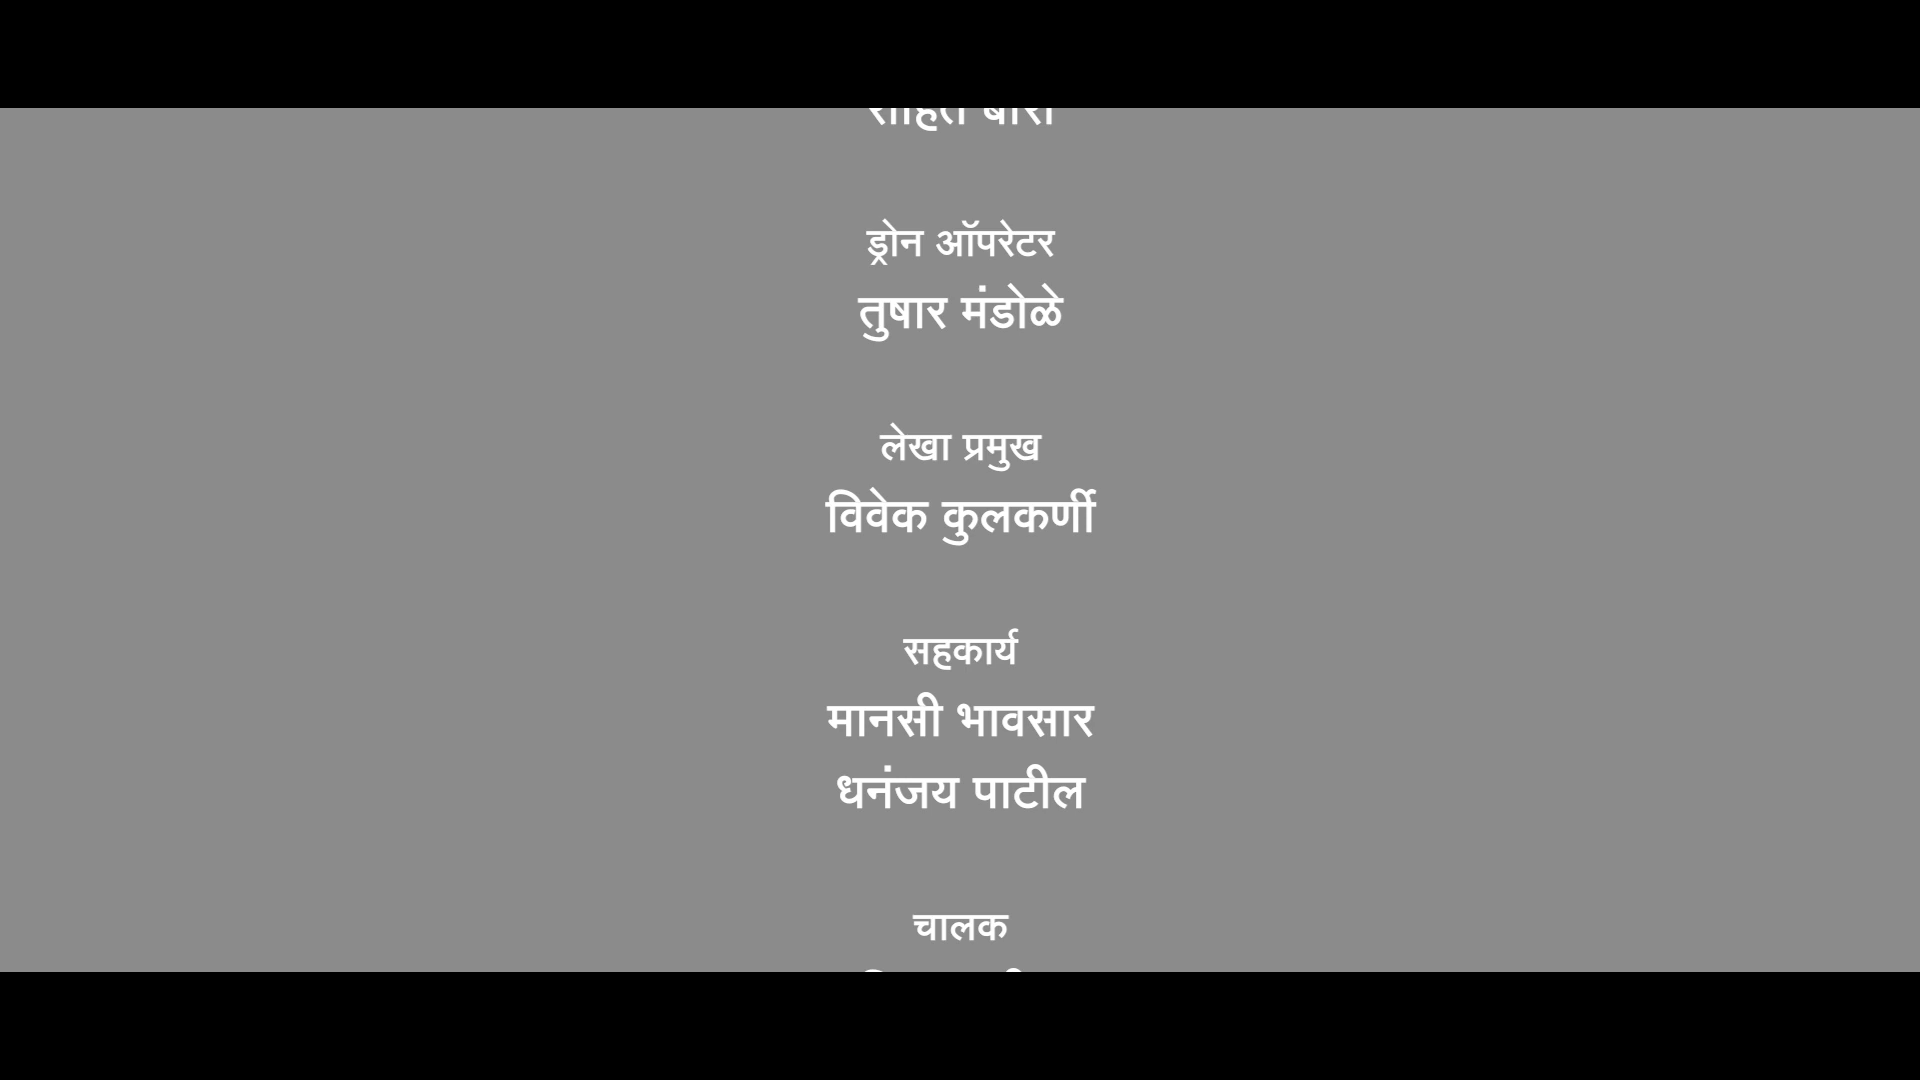 ड्रोन ऑपरेटर
तुषार मंडोळे
लेखा प्रमुख
विवेक कुलकर्णी
सहकार्य
मानसी भावसार
धनंजय पाटील
चालक